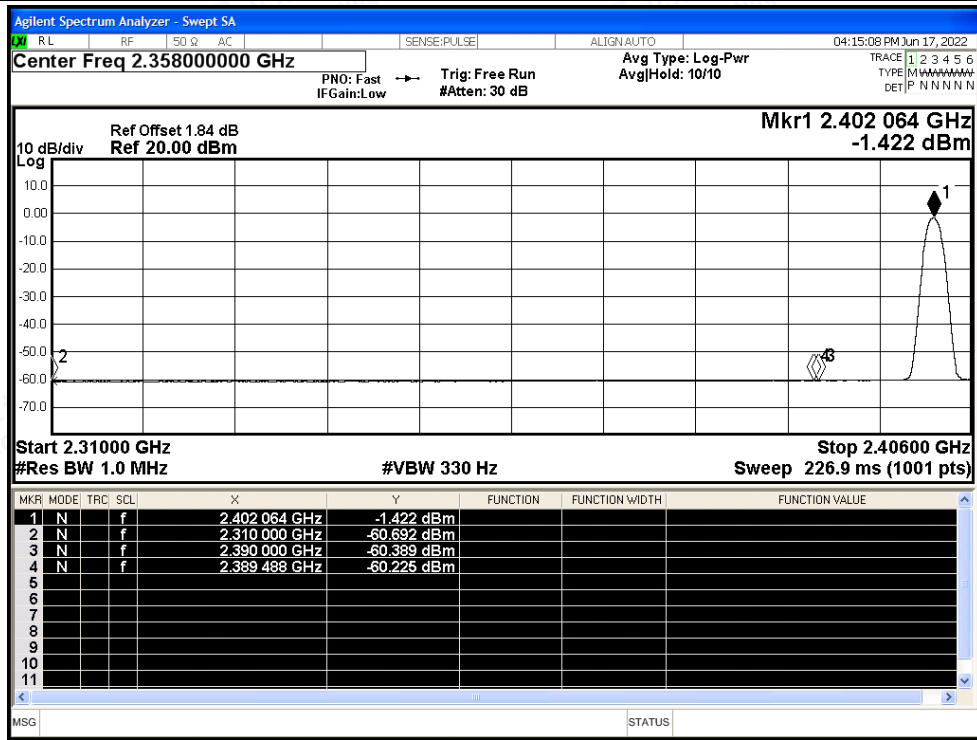 Agilent Spectrum Analyzer - Swept SA
LXI RL RF 50 Ω AC SENSE:PULSE ALIGN AUTO 04:15:08 PM Jun 17, 2022
Center Freq 2.358000000 GHz
PNO: Fast Trig: Free Run Avg Type: Log-Pwr TRACE 1 2 3 4 5 6
IFGain:Low #Atten: 30 dB Avg|Hold: 10/10 TYPE M WWWWW
DET P N N N N N
Mkr1 2.402 064 GHz
-1.422 dBm
Ref Offset 1.84 dB
10 dB/div Ref 20.00 dBm
Log
10.0
0.00
-10.0
-20.0
-30.0
-40.0
-50.0
-60.0
-70.0
1
2
43
Start 2.31000 GHz Stop 2.40600 GHz
#Res BW 1.0 MHz #VBW 330 Hz Sweep 226.9 ms (1001 pts)
MKR MODE TRC SCL X Y FUNCTION FUNCTION WIDTH FUNCTION VALUE
1 N f 2.402 064 GHz -1.422 dBm
2 N f 2.310 000 GHz -60.692 dBm
3 N f 2.390 000 GHz -60.389 dBm
4 N f 2.389 488 GHz -60.225 dBm
5
6
7
8
9
10
11
MSG STATUS